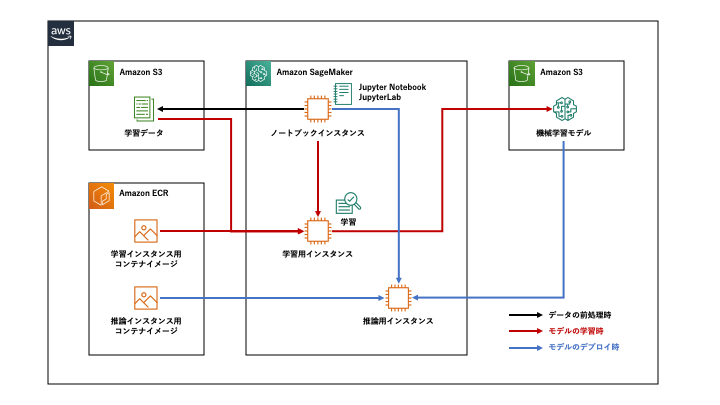 aws
Amazon S3
学習データ
Amazon SageMaker
Jupyter Notebook
JupyterLab
ノートブックインスタンス
Amazon S3
機械学習モデル
Amazon ECR
学習インスタンス用
コンテナイメージ
推論インスタンス用
コンテナイメージ
学習
学習用インスタンス
推論用インスタンス
データの前処理時
モデルの学習時
モデルのデプロイ時